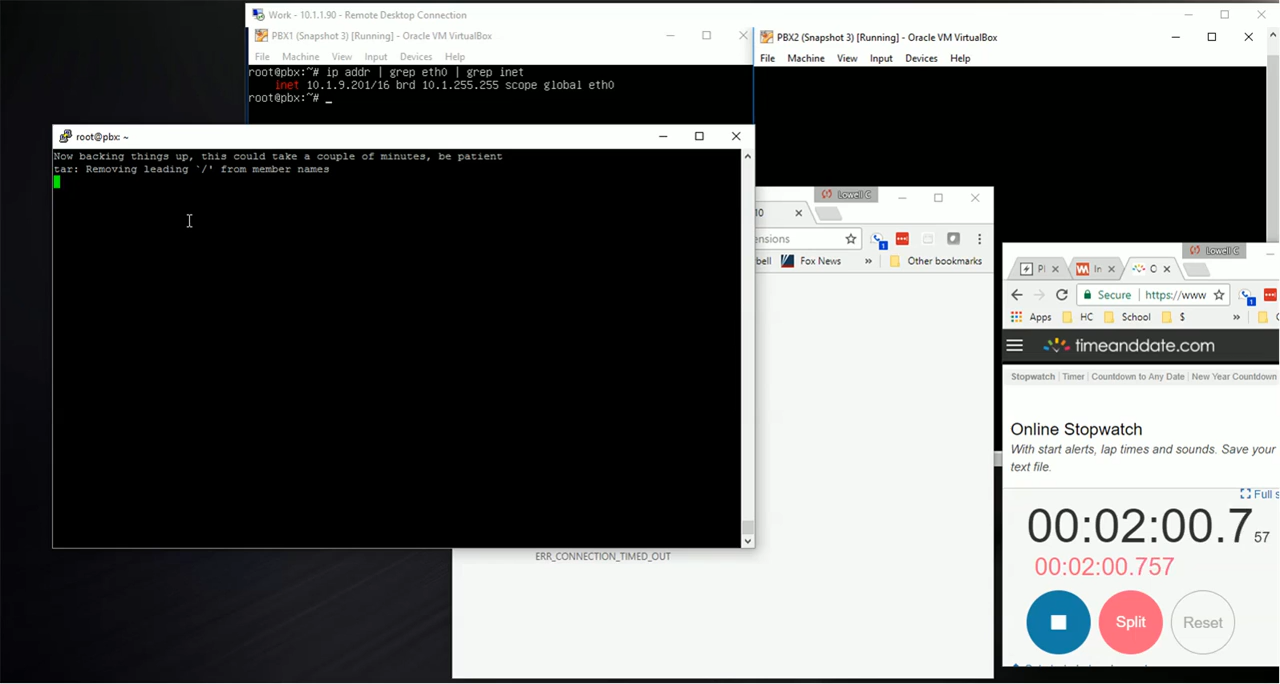 Work - 10.1.1.90 - Remote Desktop Connection
PBX1 (Snapshot 3) [Running] - Oracle VM VirtualBox
File Machine View Input Devices Help
root@pbx:~# ip addr | grep eth0 | grep inet
inet 10.1.9.201/16 brd 10.1.255.255 scope global eth0
root@pbx:~# _
PBX2 (Snapshot 3) [Running] - Oracle VM VirtualBox
File Machine View Input Devices Help
root@pbx: ~
Now backing things up, this could take a couple of minutes, be patient
tar: Removing leading `/' from member names
Lowell C
10
ensions
bell Fox News » Other bookmarks
ERR_CONNECTION_TIMED_OUT
Lowell C
Pl In O
Secure https://www
Apps HC School $ »
timeanddate.com
Stopwatch | Timer | Countdown to Any Date | New Year Countdown
Online Stopwatch
With start alerts, lap times and sounds. Save your
text file.
Full s
00:02:00.757
00:02:00.757
Split
Reset